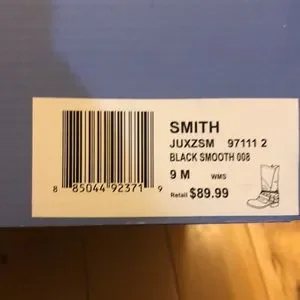 SMITH
JUXZSM 97111 2
BLACK SMOOTH 008
9 M WMS
Retail $89.99
8 85044 92371 9